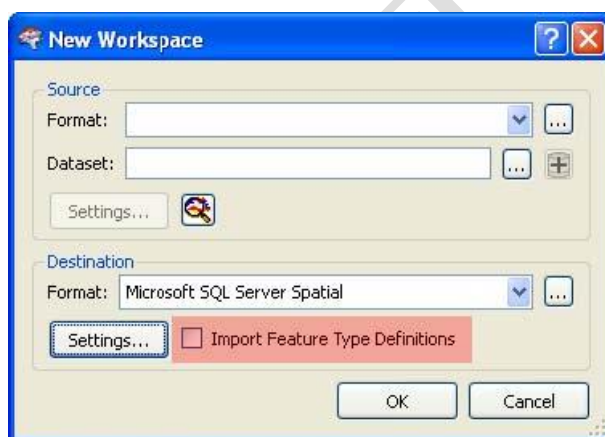 New Workspace
Source
Format:
Dataset:
Settings...
Destination
Format: Microsoft SQL Server Spatial
Settings... Import Feature Type Definitions
OK Cancel